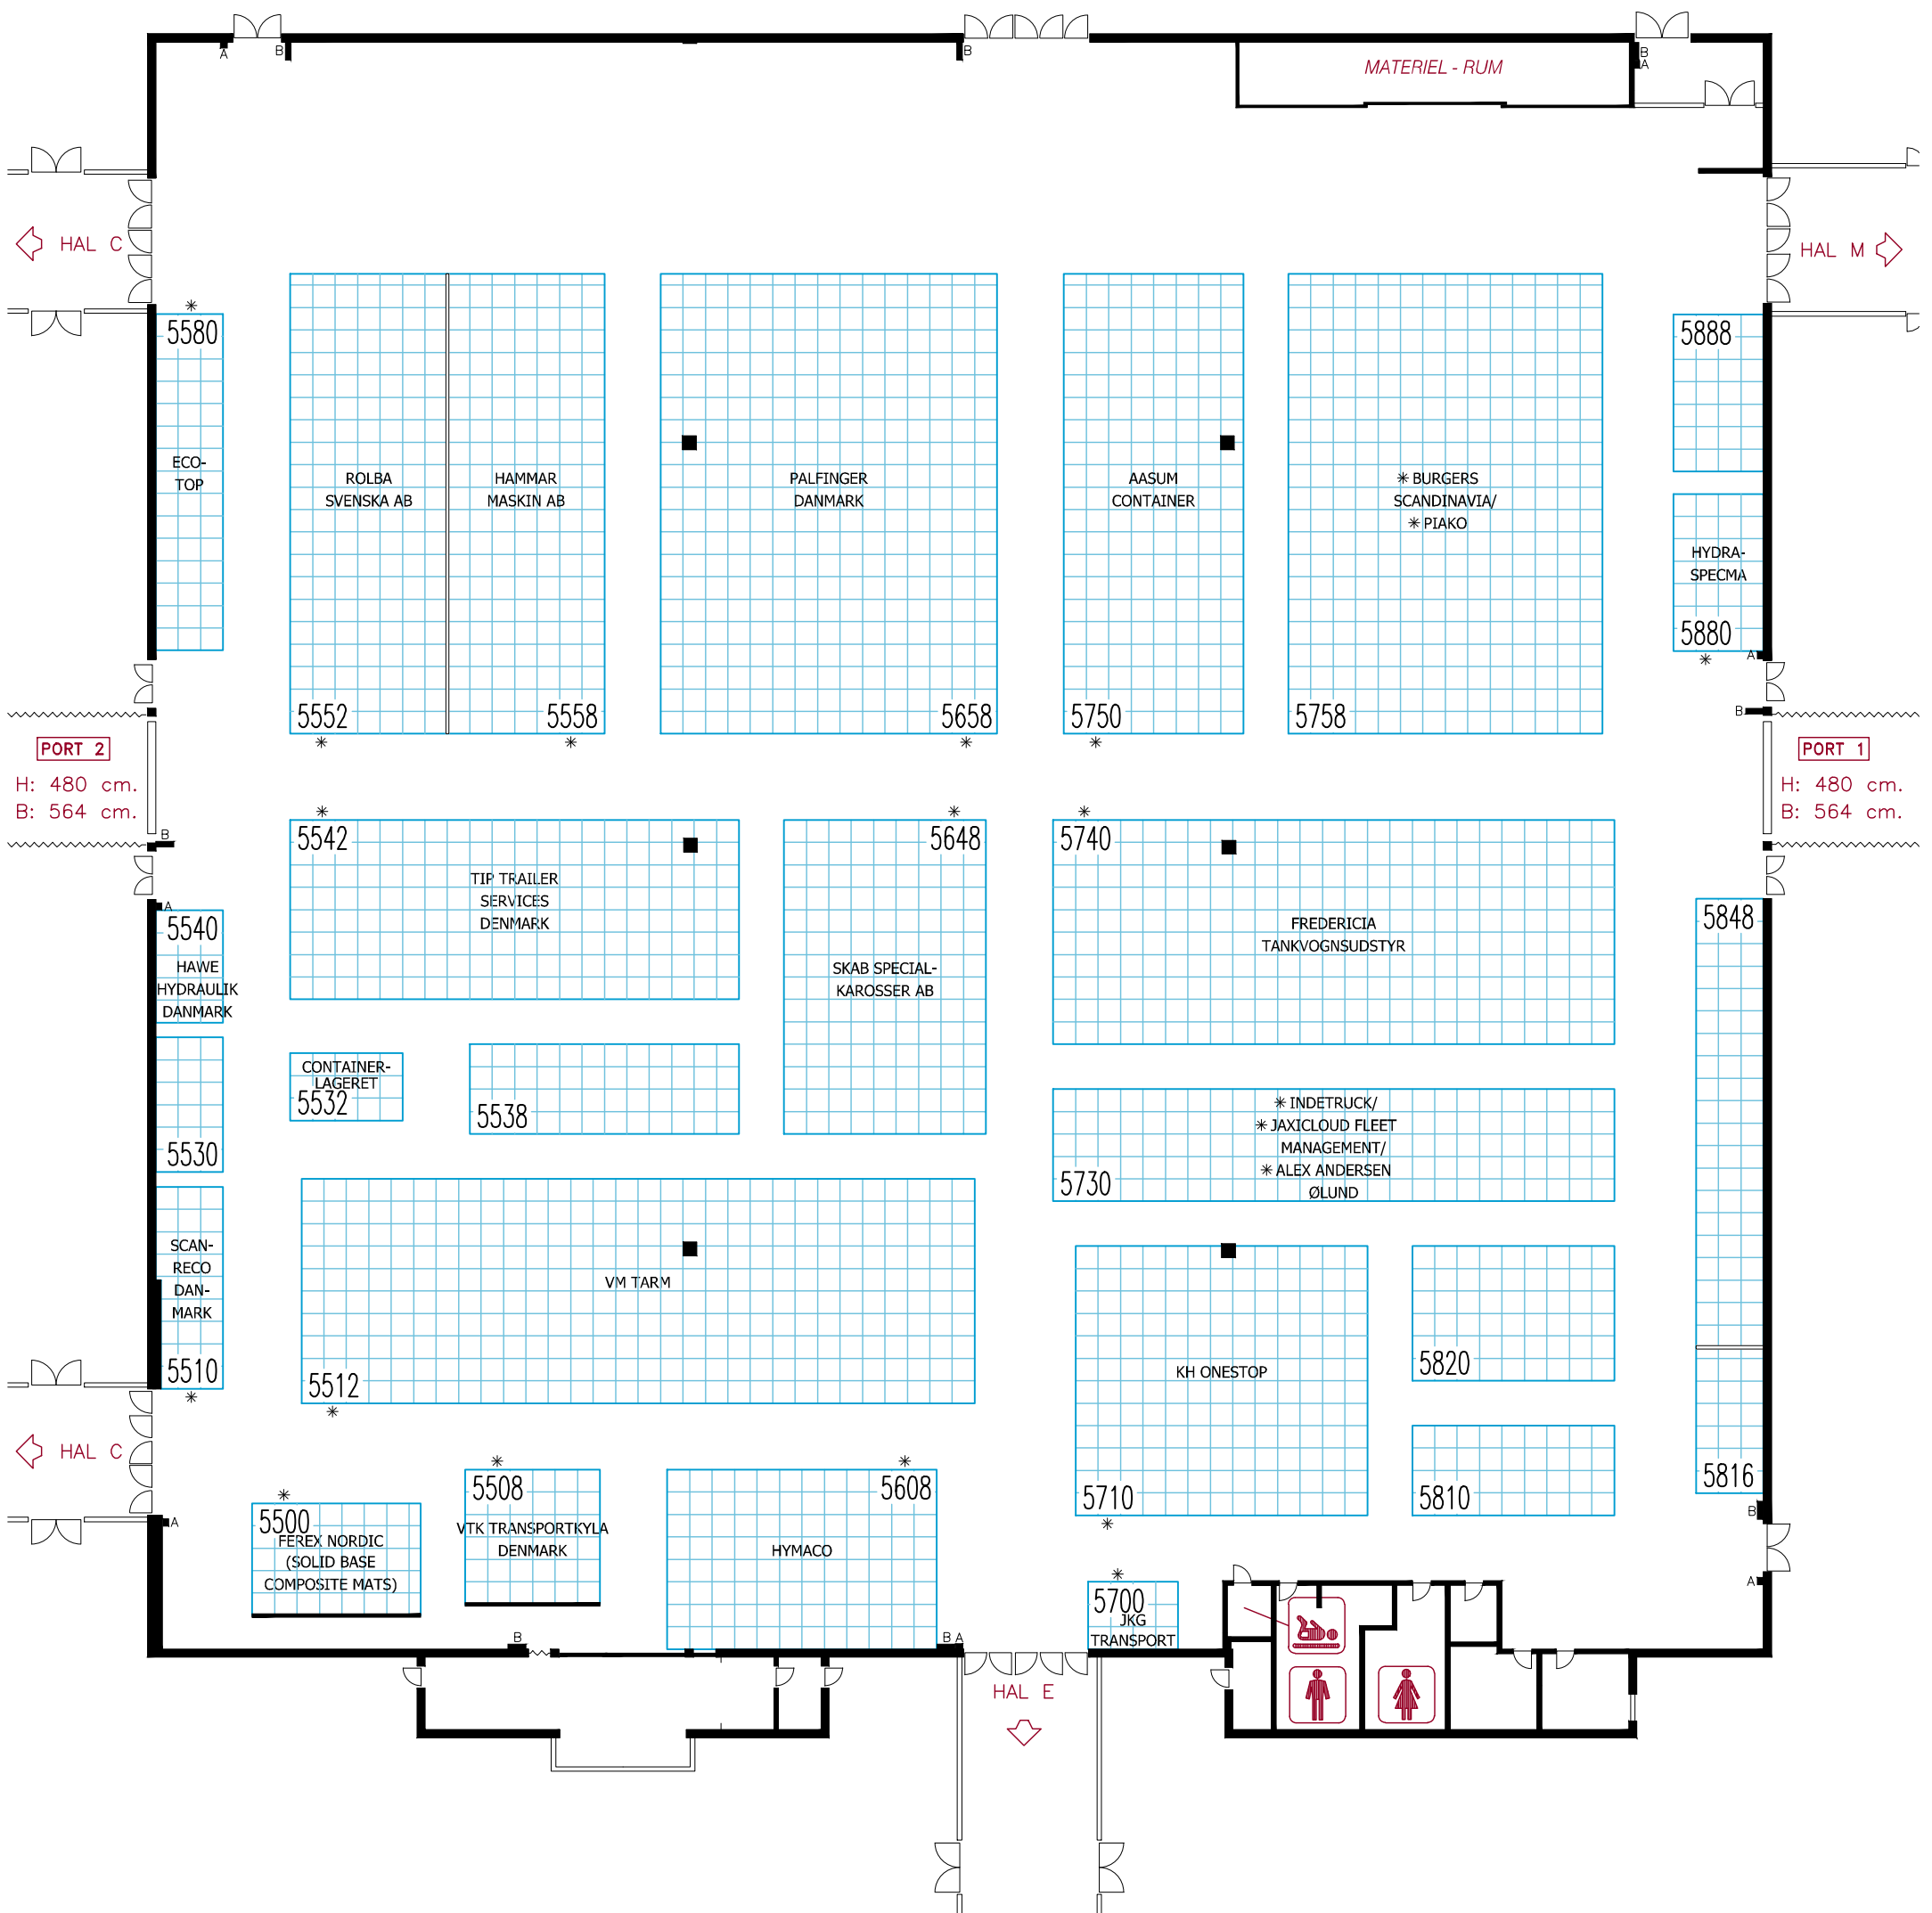 A
B
B
MATERIEL - RUM
B
A
HAL C
HAL M
*
5580
ECO-
TOP
ROLBA
SVENSKA AB
HAMMAR
MASKIN AB
PALFINGER
DANMARK
AASUM
CONTAINER
* BURGERS
SCANDINAVIA/
* PIAKO
5888
HYDRA-
SPECMA
5880
A
*
5552
5558
5658
5750
5758
*
*
*
*
B
PORT 2
H: 480 cm.
B: 564 cm.
PORT 1
H: 480 cm.
B: 564 cm.
B
*
5542
TIP TRAILER
SERVICES
DENMARK
*
5648
SKAB SPECIAL-
KAROSSER AB
*
5740
FREDERICIA
TANKVOGNSUDSTYR
A
5540
HAWE
HYDRAULIK
DANMARK
5848
CONTAINER-
LAGERET
5532
5538
5530
* INDETRUCK/
* JAXICLOUD FLEET
MANAGEMENT/
* ALEX ANDERSEN
ØLUND
5730
SCAN-
RECO
DAN-
MARK
5510
*
VM TARM
5512
*
KH ONESTOP
5710
*
5820
5810
5816
B
HAL C
A
*
5500
FEREX NORDIC
(SOLID BASE
COMPOSITE MATS)
*
5508
VTK TRANSPORTKYLA
DENMARK
*
5608
HYMACO
*
5700
JKG
TRANSPORT
A
B
B A
HAL E